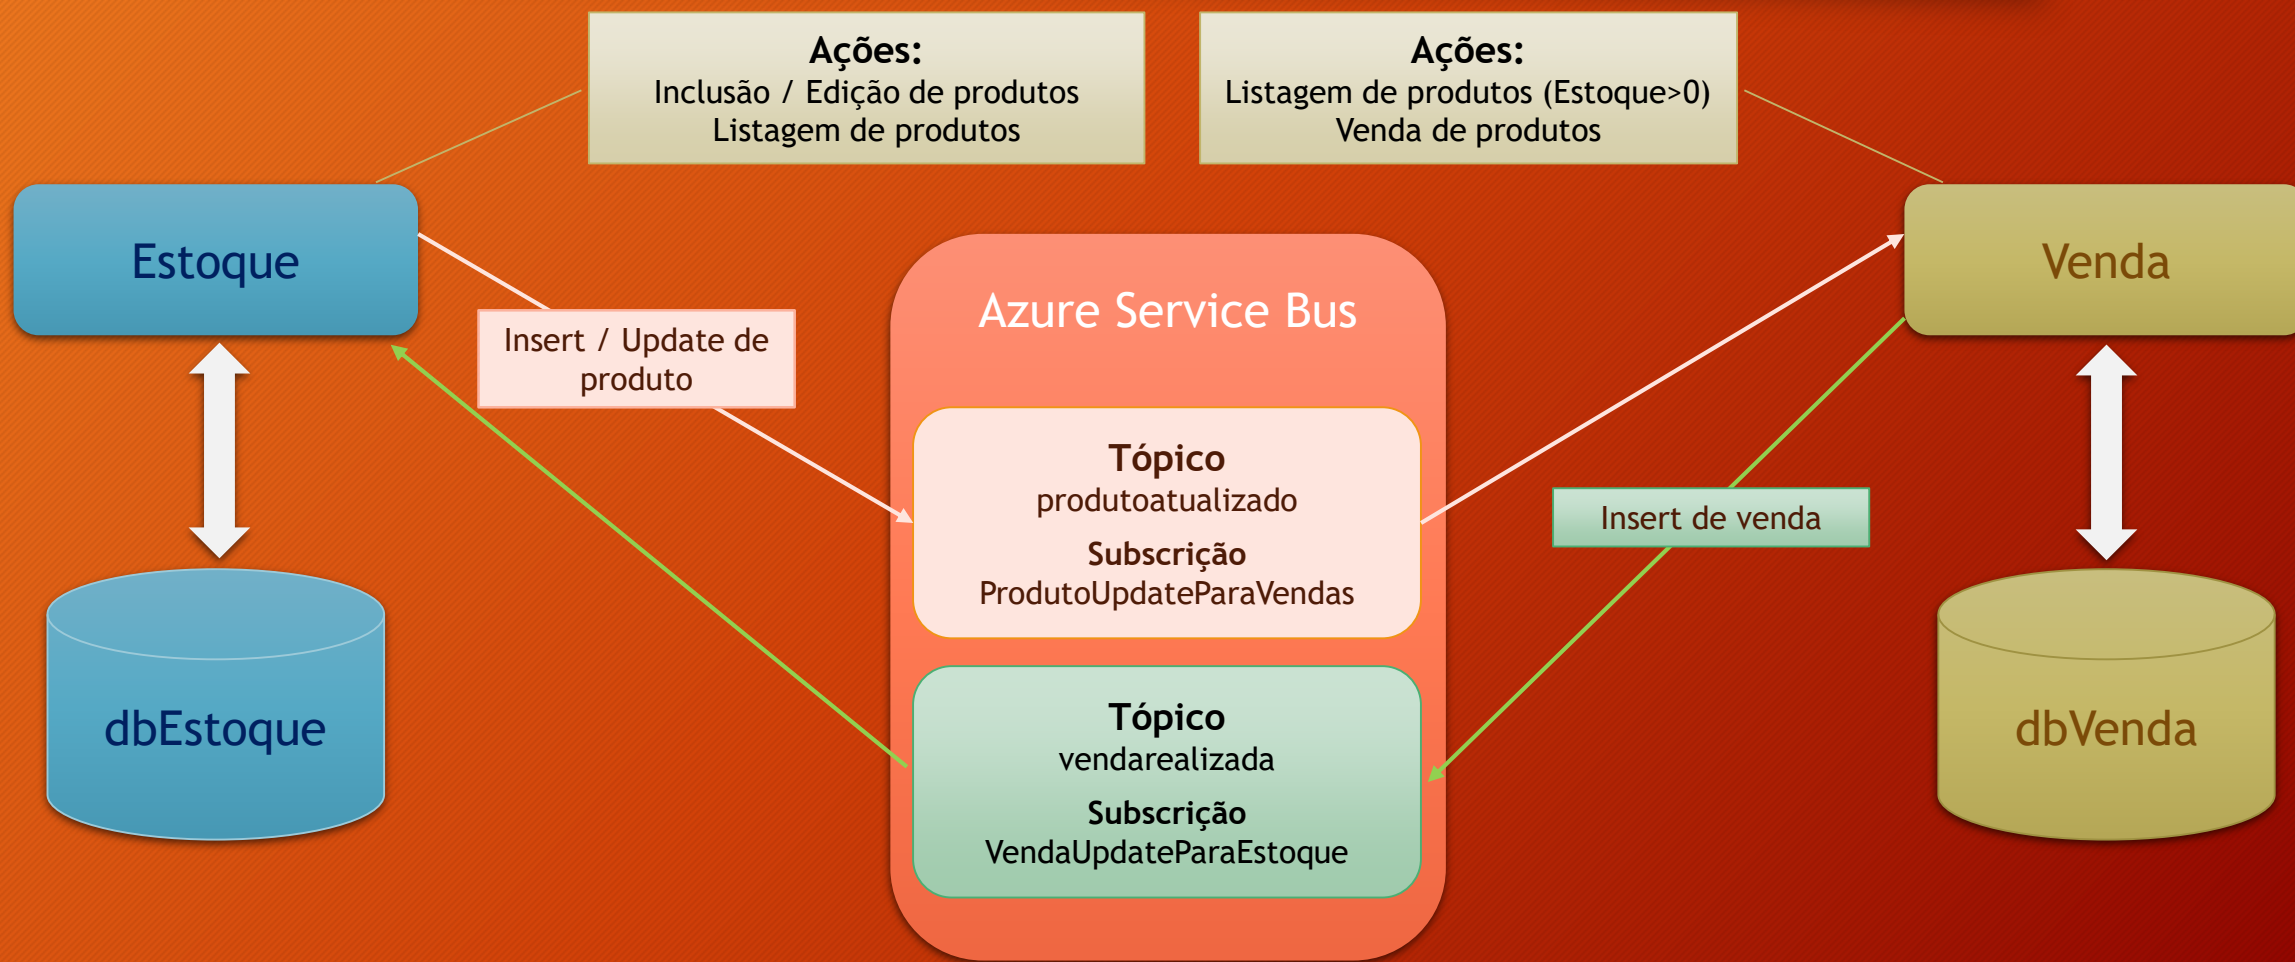 Ações:
Inclusão / Edição de produtos
Listagem de produtos
Ações:
Listagem de produtos (Estoque>0)
Venda de produtos
Estoque
Venda
Azure Service Bus
Insert / Update de
produto
Tópico
produtoatualizado
Subscrição
ProdutoUpdateParaVendas
Insert de venda
dbEstoque
Tópico
vendarealizada
Subscrição
VendaUpdateParaEstoque
dbVenda